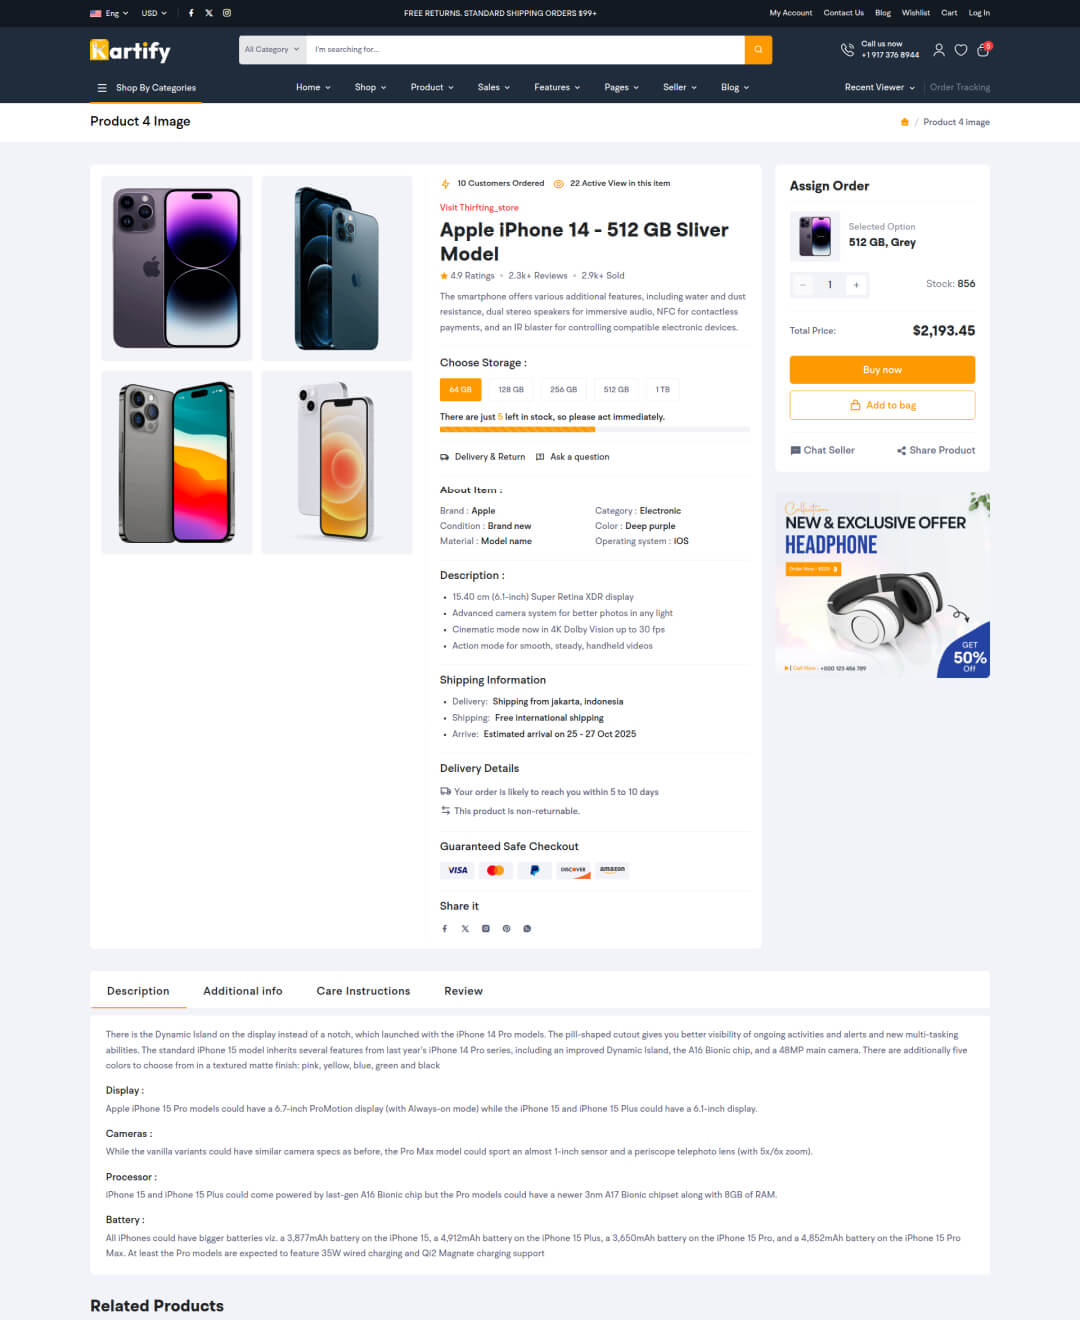 Eng USD FREE RETURNS. STANDARD SHIPPING ORDERS $99+ My Account Contact Us Blog Wishlist Cart Log In
Kartify
All Category I'm searching for...
Call us now
+1 917 376 8944
5
Shop By Categories Home Shop Product Sales Features Pages Seller Blog Recent Viewer Order Tracking
Product 4 Image / Product 4 image
10 Customers Ordered 22 Active View in this item
Visit Thirfting_store
Apple iPhone 14 - 512 GB Sliver
Model
4.9 Ratings • 2.3k+ Reviews • 2.9k+ Sold
The smartphone offers various additional features, including water and dust
resistance, dual stereo speakers for immersive audio, NFC for contactless
payments, and an IR blaster for controlling compatible electronic devices.
Choose Storage :
64 GB 128 GB 256 GB 512 GB 1 TB
There are just 5 left in stock, so please act immediately.
Delivery & Return Ask a question
About Item :
Brand : Apple Category : Electronic
Condition : Brand new Color : Deep purple
Material : Model name Operating system : iOS
Description :
• 15.40 cm (6.1-inch) Super Retina XDR display
• Advanced camera system for better photos in any light
• Cinematic mode now in 4K Dolby Vision up to 30 fps
• Action mode for smooth, steady, handheld videos
Shipping Information
• Delivery: Shipping from jakarta, indonesia
• Shipping: Free international shipping
• Arrive: Estimated arrival on 25 - 27 Oct 2025
Delivery Details
Your order is likely to reach you within 5 to 10 days
This product is non-returnable.
Guaranteed Safe Checkout
VISA DISCOVER amazon
Share it
Assign Order
Selected Option
512 GB, Grey
− 1 + Stock: 856
Total Price: $2,193.45
Buy now
Add to bag
Chat Seller Share Product
Collection
NEW & EXCLUSIVE OFFER
HEADPHONE
GET
50%
Off
Call Now : +000 123 456 789
Description Additional info Care Instructions Review
There is the Dynamic Island on the display instead of a notch, which launched with the iPhone 14 Pro models. The pill-shaped cutout gives you better visibility of ongoing activities and alerts and new multi-tasking
abilities. The standard iPhone 15 model inherits several features from last year's iPhone 14 Pro series, including an improved Dynamic Island, the A16 Bionic chip, and a 48MP main camera. There are additionally five
colors to choose from in a textured matte finish: pink, yellow, blue, green and black
Display :
Apple iPhone 15 Pro models could have a 6.7-inch ProMotion display (with Always-on mode) while the iPhone 15 and iPhone 15 Plus could have a 6.1-inch display.
Cameras :
While the vanilla variants could have similar camera specs as before, the Pro Max model could sport an almost 1-inch sensor and a periscope telephoto lens (with 5x/6x zoom).
Processor :
iPhone 15 and iPhone 15 Plus could come powered by last-gen A16 Bionic chip but the Pro models could have a newer 3nm A17 Bionic chipset along with 8GB of RAM.
Battery :
All iPhones could have bigger batteries viz. a 3,877mAh battery on the iPhone 15, a 4,912mAh battery on the iPhone 15 Plus, a 3,650mAh battery on the iPhone 15 Pro, and a 4,852mAh battery on the iPhone 15 Pro
Max. At least the Pro models are expected to feature 35W wired charging and Qi2 Magnate charging support
Related Products